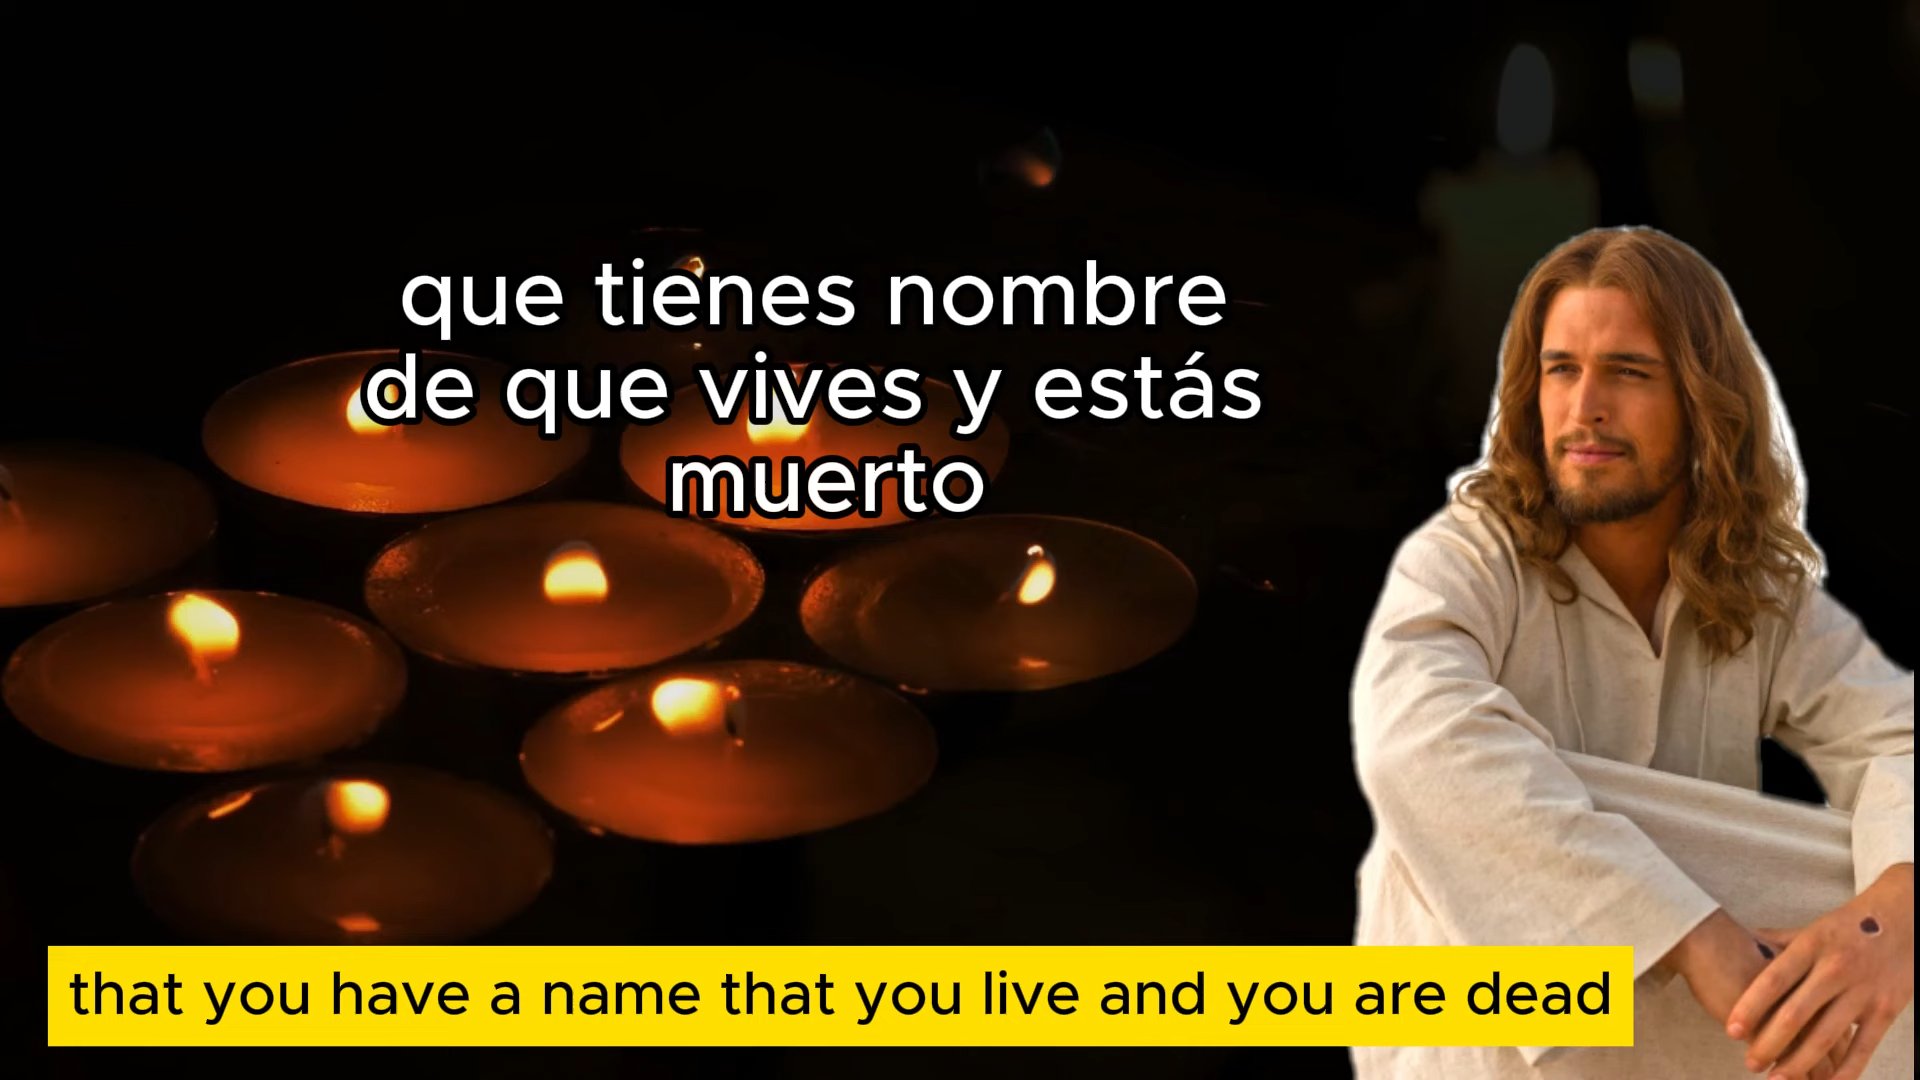 que tienes nombre
de que vives y estás
muerto
that you have a name that you live and you are dead